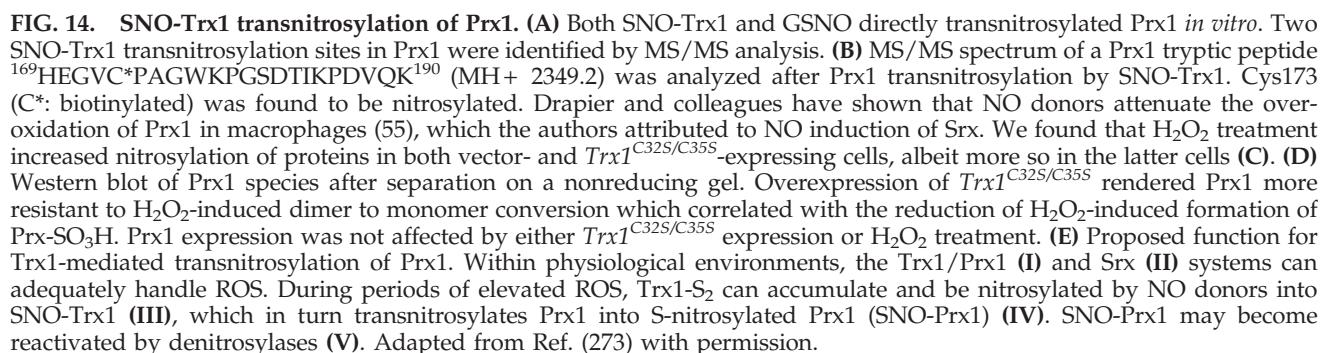 FIG. 14. SNO-Trx1 transnitrosylation of Prx1. (A) Both SNO-Trx1 and GSNO directly transnitrosylated Prx1 in vitro. Two
SNO-Trx1 transnitrosylation sites in Prx1 were identified by MS/MS analysis. (B) MS/MS spectrum of a Prx1 tryptic peptide
¹⁶⁹HEGVC*PAGWKPGSDTIKPDVQK¹⁹⁰ (MH+ 2349.2) was analyzed after Prx1 transnitrosylation by SNO-Trx1. Cys173
(C*: biotinylated) was found to be nitrosylated. Drapier and colleagues have shown that NO donors attenuate the over-
oxidation of Prx1 in macrophages (55), which the authors attributed to NO induction of Srx. We found that H₂O₂ treatment
increased nitrosylation of proteins in both vector- and Trx1^C32S/C35S-expressing cells, albeit more so in the latter cells (C). (D)
Western blot of Prx1 species after separation on a nonreducing gel. Overexpression of Trx1^C32S/C35S rendered Prx1 more
resistant to H₂O₂-induced dimer to monomer conversion which correlated with the reduction of H₂O₂-induced formation of
Prx-SO₃H. Prx1 expression was not affected by either Trx1^C32S/C35S expression or H₂O₂ treatment. (E) Proposed function for
Trx1-mediated transnitrosylation of Prx1. Within physiological environments, the Trx1/Prx1 (I) and Srx (II) systems can
adequately handle ROS. During periods of elevated ROS, Trx1-S₂ can accumulate and be nitrosylated by NO donors into
SNO-Trx1 (III), which in turn transnitrosylates Prx1 into S-nitrosylated Prx1 (SNO-Prx1) (IV). SNO-Prx1 may become
reactivated by denitrosylases (V). Adapted from Ref. (273) with permission.